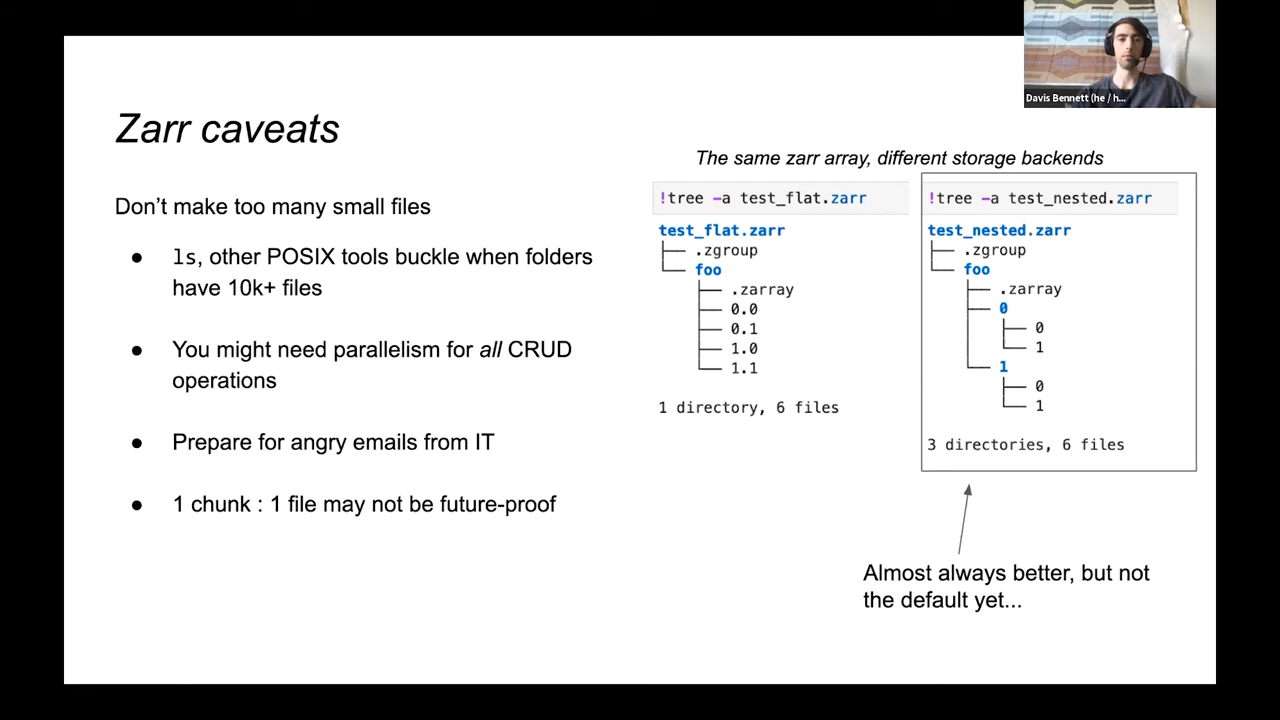 Davis Bennett (he / h...
Zarr caveats
Don't make too many small files
● ls, other POSIX tools buckle when folders
have 10k+ files
● You might need parallelism for all CRUD
operations
● Prepare for angry emails from IT
● 1 chunk : 1 file may not be future-proof
The same zarr array, different storage backends
!tree -a test_flat.zarr
test_flat.zarr
├── .zgroup
└── foo
    ├── .zarray
    ├── 0.0
    ├── 0.1
    ├── 1.0
    └── 1.1
1 directory, 6 files
!tree -a test_nested.zarr
test_nested.zarr
├── .zgroup
└── foo
    ├── .zarray
    ├── 0
    │   ├── 0
    │   └── 1
    └── 1
        ├── 0
        └── 1
3 directories, 6 files
Almost always better, but not
the default yet...